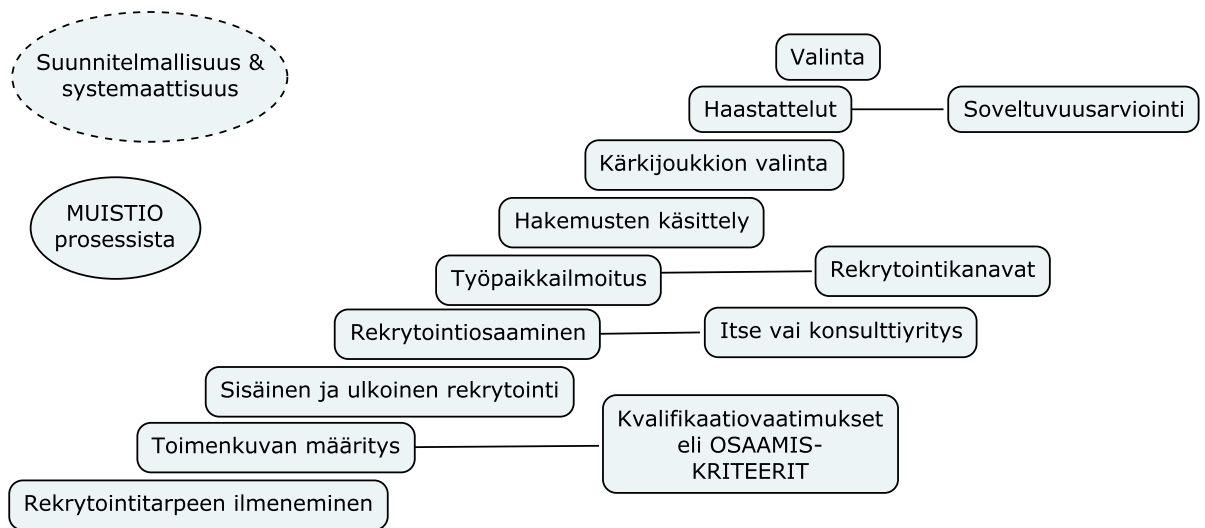 Suunnitelmallisuus &
systemaattisuus
Valinta
Haastattelut
Soveltuvuusarviointi
Kärkijoukkion valinta
MUISTIO
prosessista
Hakemusten käsittely
Työpaikkailmoitus
Rekrytointikanavat
Rekrytointiosaaminen
Itse vai konsulttiyritys
Sisäinen ja ulkoinen rekrytointi
Toimenkuvan määritys
Kvalifikaatiovaatimukset
eli OSAAMIS-
KRITEERIT
Rekrytointitarpeen ilmeneminen